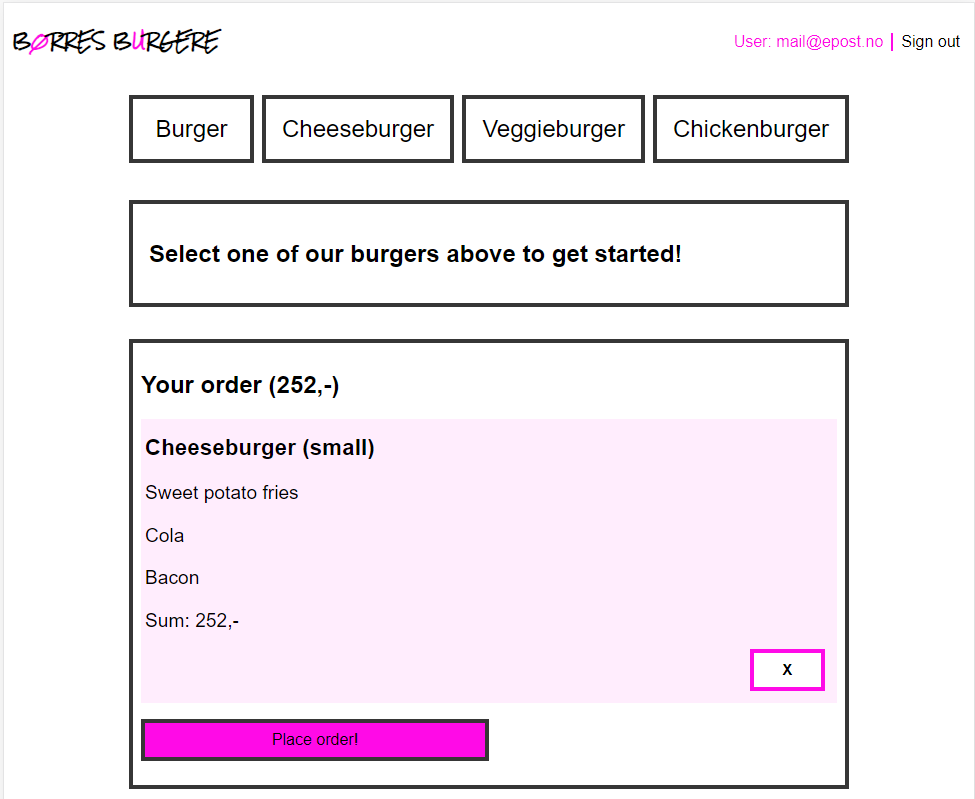 BØRRES BURGERE
User: mail@epost.no | Sign out
Burger Cheeseburger Veggieburger Chickenburger
Select one of our burgers above to get started!
Your order (252,-)
Cheeseburger (small)
Sweet potato fries
Cola
Bacon
Sum: 252,-
X
Place order!